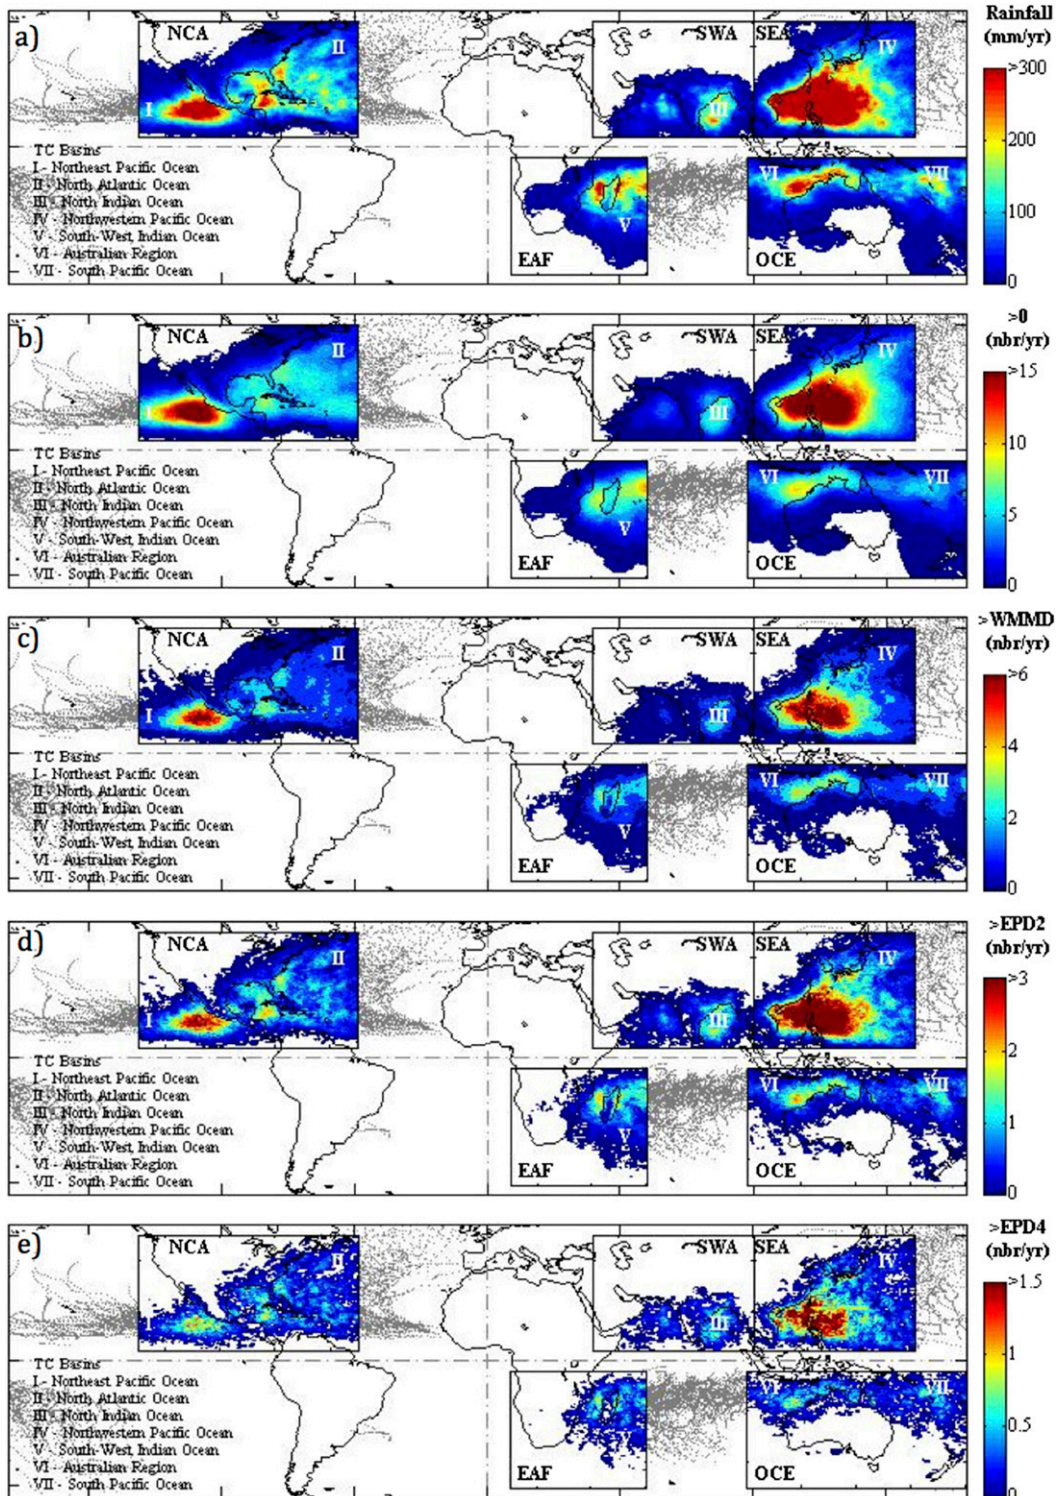 a)
NCA
II
SWA
SEA
IV
Rainfall
(mm/yr)
>300
200
100
0
I
III
TC Basins
I - Northeast Pacific Ocean
II - North Atlantic Ocean
III - North Indian Ocean
IV - Northwestern Pacific Ocean
V - South-West Indian Ocean
VI - Australian Region
VII - South Pacific Ocean
EAF
V
VI
VII
OCE
b)
NCA
II
SWA
SEA
IV
>0
(nbr/yr)
>15
10
5
0
I
III
TC Basins
I - Northeast Pacific Ocean
II - North Atlantic Ocean
III - North Indian Ocean
IV - Northwestern Pacific Ocean
V - South-West Indian Ocean
VI - Australian Region
VII - South Pacific Ocean
EAF
V
VI
VII
OCE
c)
NCA
II
SWA
SEA
IV
>WMMD
(nbr/yr)
>6
4
2
0
I
III
TC Basins
I - Northeast Pacific Ocean
II - North Atlantic Ocean
III - North Indian Ocean
IV - Northwestern Pacific Ocean
V - South-West Indian Ocean
VI - Australian Region
VII - South Pacific Ocean
EAF
V
VI
VII
OCE
d)
NCA
II
SWA
SEA
IV
>EPD2
(nbr/yr)
>3
2
1
0
I
III
TC Basins
I - Northeast Pacific Ocean
II - North Atlantic Ocean
III - North Indian Ocean
IV - Northwestern Pacific Ocean
V - South-West Indian Ocean
VI - Australian Region
VII - South Pacific Ocean
EAF
V
VI
VII
OCE
e)
NCA
II
SWA
SEA
IV
>EPD4
(nbr/yr)
>1.5
1
0.5
0
I
III
TC Basins
I - Northeast Pacific Ocean
II - North Atlantic Ocean
III - North Indian Ocean
IV - Northwestern Pacific Ocean
V - South-West Indian Ocean
VI - Australian Region
VII - South Pacific Ocean
EAF
V
VI
VII
OCE